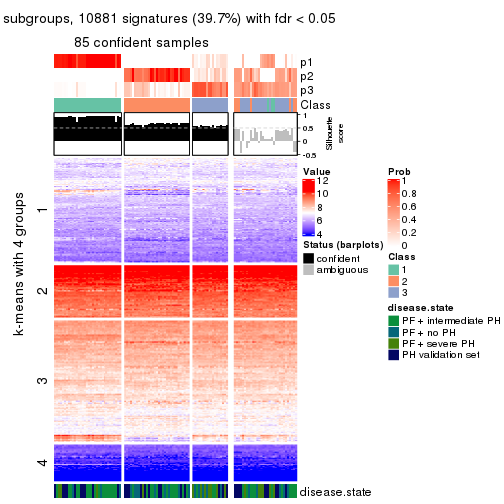 subgroups, 10881 signatures (39.7%) with fdr < 0.05
85 confident samples
p1
p2
p3
Class
1
0.5
0
-0.5
Silhouette
score
k-means with 4 groups
1
2
3
4
disease.state
Value
12
10
8
6
4
Status (barplots)
confident
ambiguous
Prob
1
0.8
0.6
0.4
0.2
0
Class
1
2
3
disease.state
PF + intermediate PH
PF + no PH
PF + severe PH
PH validation set